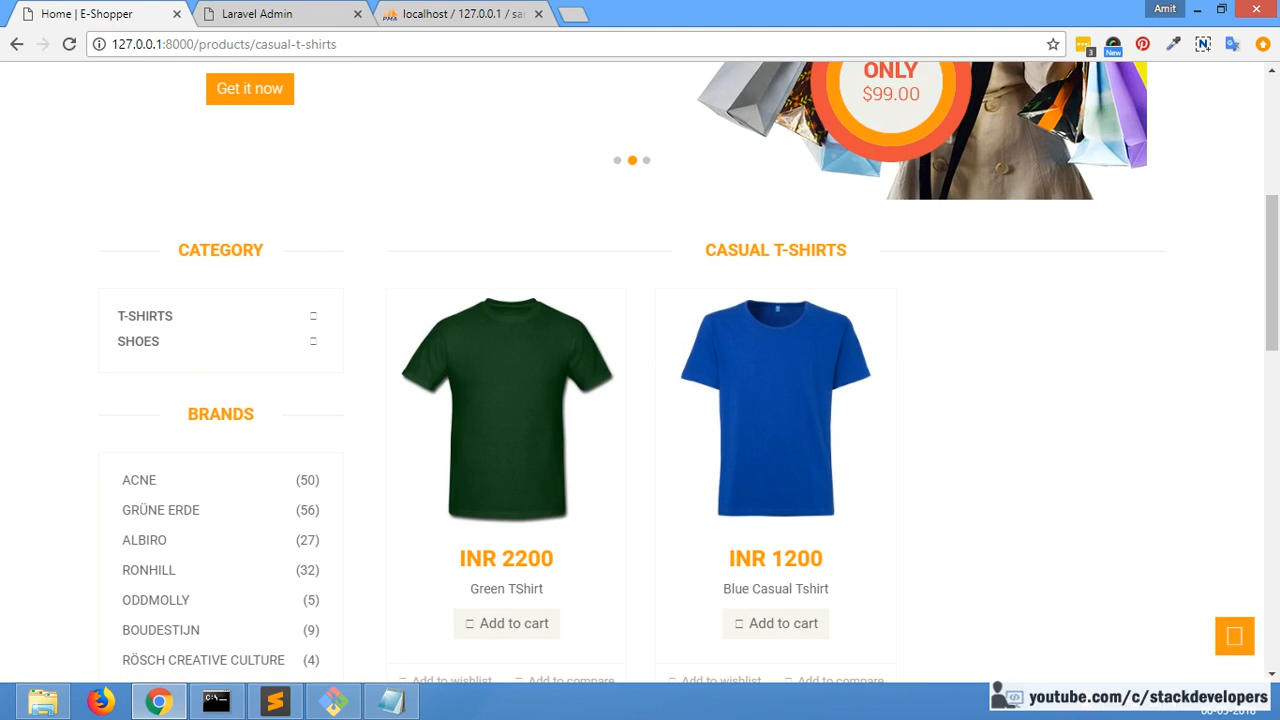 Home | E-Shopper
Laravel Admin
localhost / 127.0.0.1 / sar
Amit
127.0.0.1:8000/products/casual-t-shirts
3
New
Get it now
ONLY
$99.00
CATEGORY
T-SHIRTS
SHOES
BRANDS
ACNE (50)
GRÜNE ERDE (56)
ALBIRO (27)
RONHILL (32)
ODDMOLLY (5)
BOUDESTIJN (9)
RÖSCH CREATIVE CULTURE (4)
CASUAL T-SHIRTS
INR 2200
Green TShirt
Add to cart
Add to wishlist Add to compare
INR 1200
Blue Casual Tshirt
Add to cart
Add to wishlist Add to compare
youtube.com/c/stackdevelopers